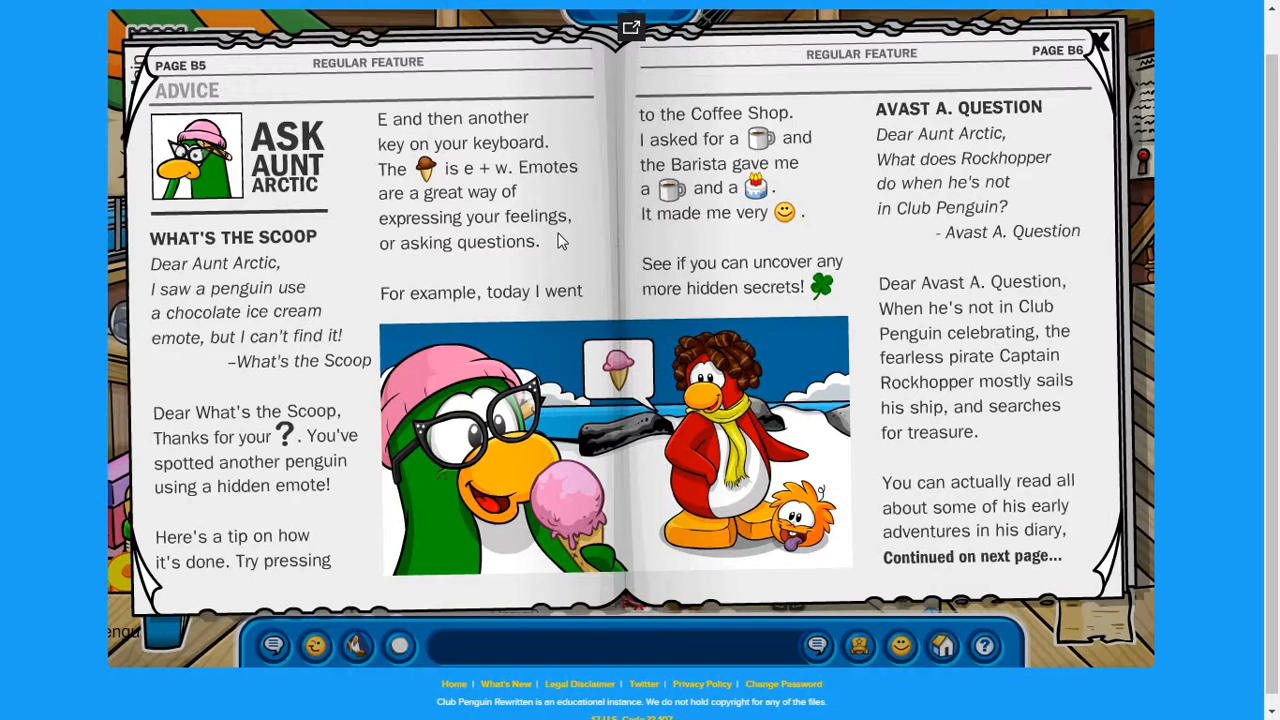 PAGE B5
REGULAR FEATURE
ADVICE
ASK
AUNT
ARCTIC
WHAT'S THE SCOOP
Dear Aunt Arctic,
I saw a penguin use
a chocolate ice cream
emote, but I can't find it!
–What's the Scoop
Dear What's the Scoop,
Thanks for your ?. You've
spotted another penguin
using a hidden emote!
Here's a tip on how
it's done. Try pressing
E and then another
key on your keyboard.
The is e + w. Emotes
are a great way of
expressing your feelings,
or asking questions.
For example, today I went
REGULAR FEATURE
PAGE B6
X
to the Coffee Shop.
I asked for a and
the Barista gave me
a and a .
It made me very .
See if you can uncover any
more hidden secrets!
AVAST A. QUESTION
Dear Aunt Arctic,
What does Rockhopper
do when he's not
in Club Penguin?
- Avast A. Question
Dear Avast A. Question,
When he's not in Club
Penguin celebrating, the
fearless pirate Captain
Rockhopper mostly sails
his ship, and searches
for treasure.
You can actually read all
about some of his early
adventures in his diary,
Continued on next page...
?
Home | What's New | Legal Disclaimer | Twitter | Privacy Policy | Change Password
Club Penguin Rewritten is an educational instance. We do not hold copyright for any of the files.
17 U.S. Code 22 107